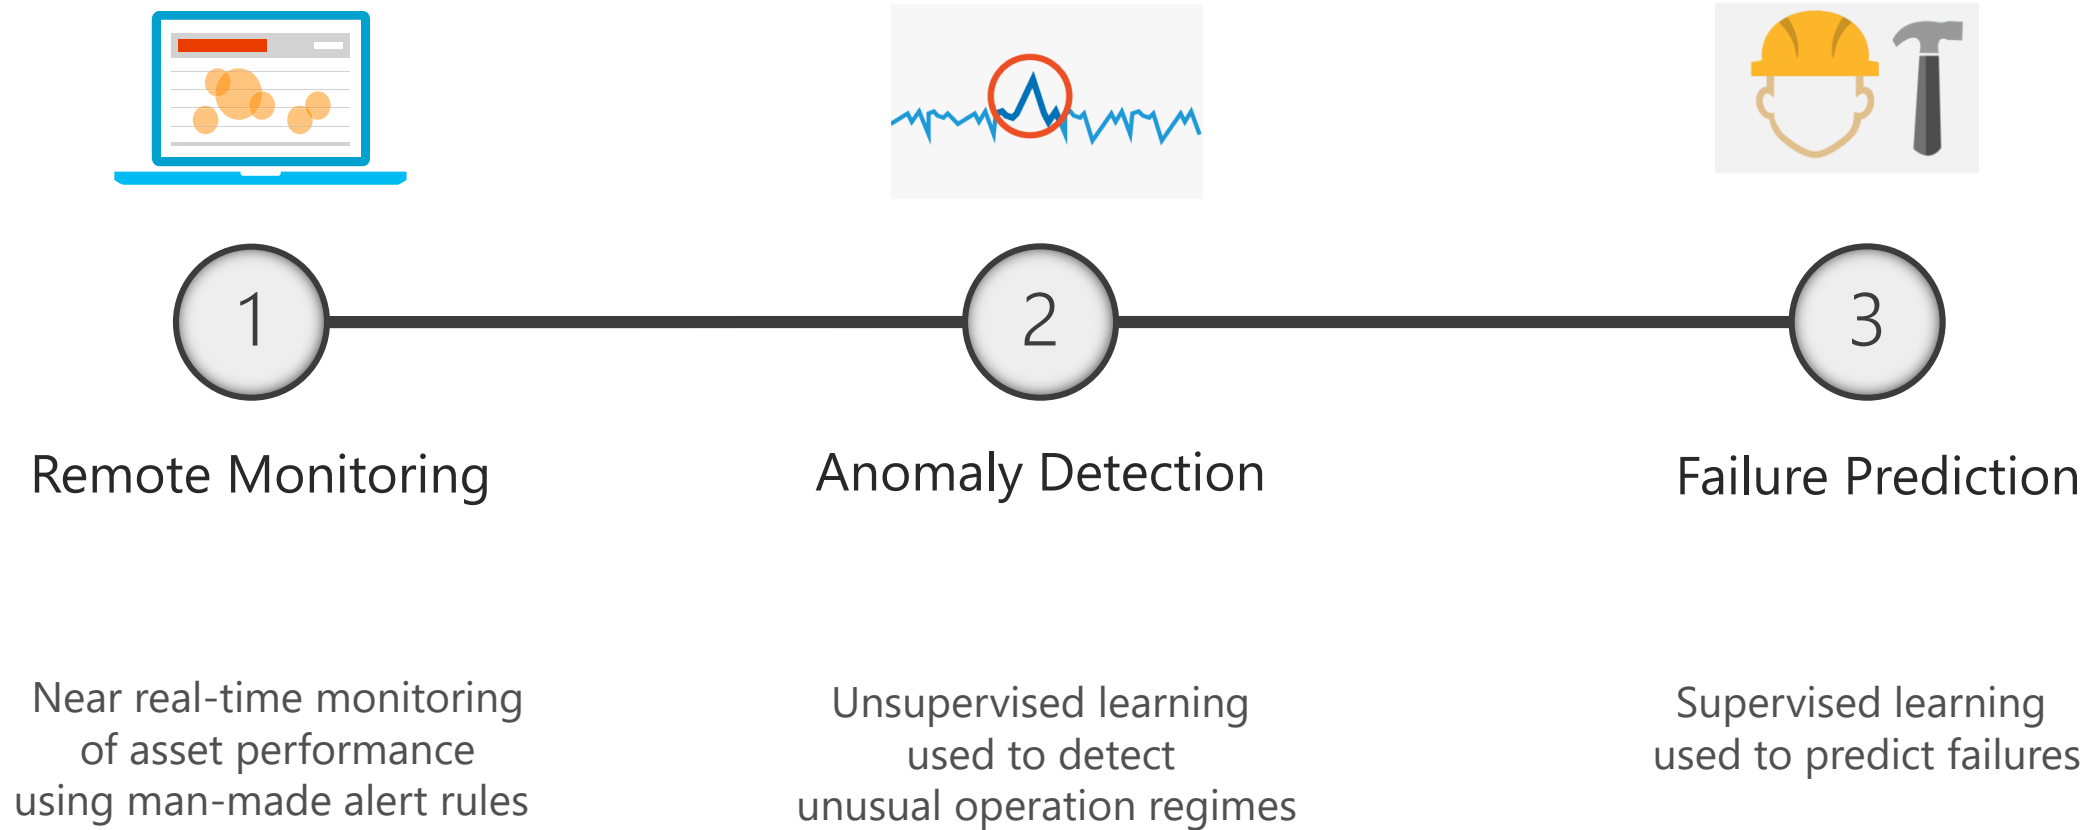 1
2
3
Remote Monitoring
Anomaly Detection
Failure Prediction
Near real-time monitoring
of asset performance
using man-made alert rules
Unsupervised learning
used to detect
unusual operation regimes
Supervised learning
used to predict failures